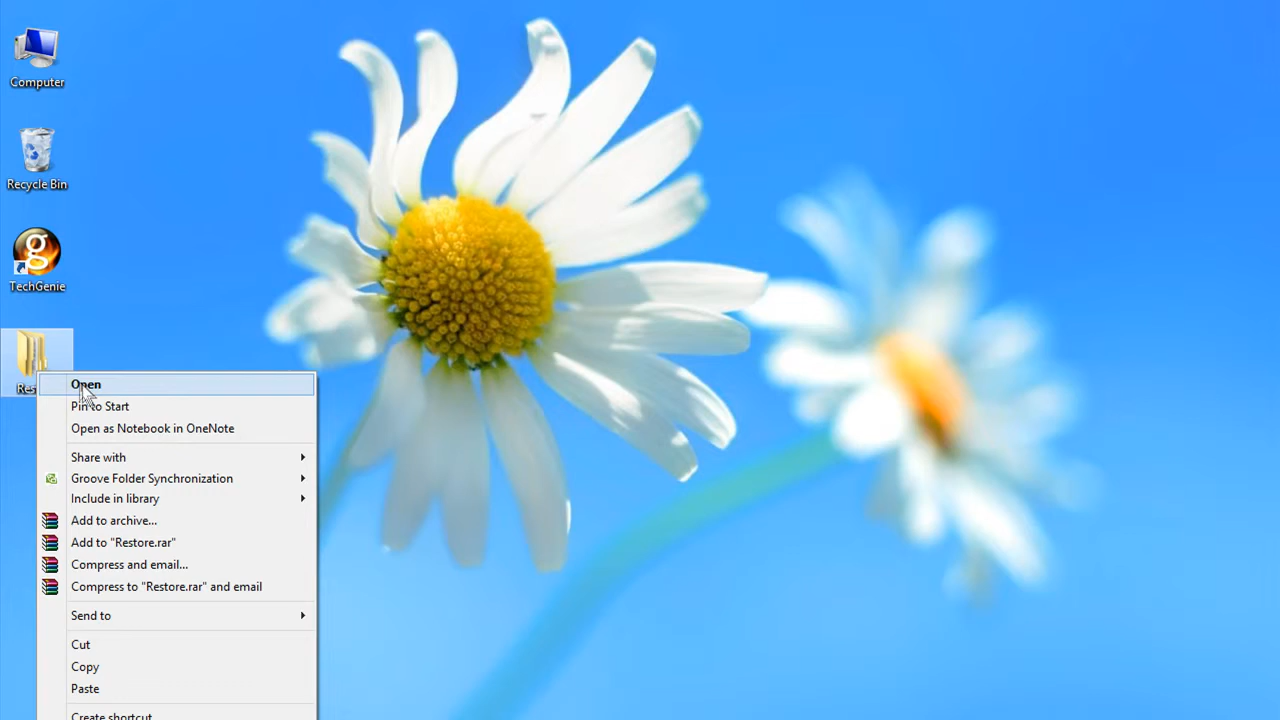 Computer
Recycle Bin
g
TechGenie
Res
Open
Pin to Start
Open as Notebook in OneNote
Share with
Groove Folder Synchronization
Include in library
Add to archive...
Add to "Restore.rar"
Compress and email...
Compress to "Restore.rar" and email
Send to
Cut
Copy
Paste
Create shortcut